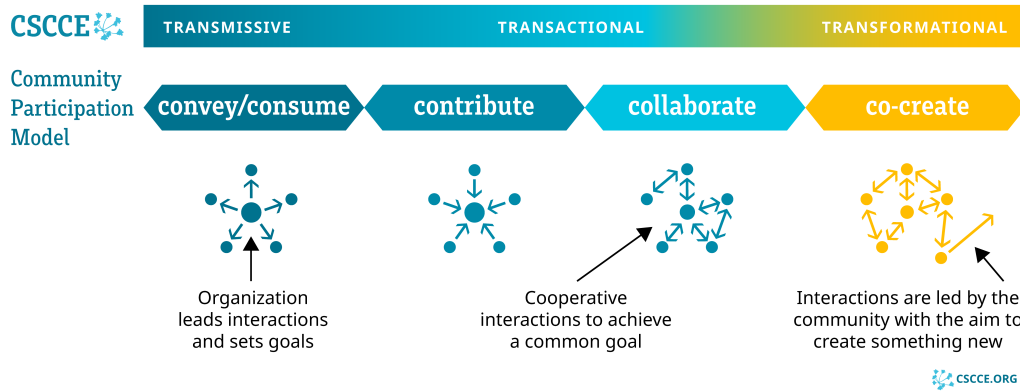 CSCCE
TRANSMISSIVE
TRANSACTIONAL
TRANSFORMATIONAL
Community
Participation
Model
convey/consume
contribute
collaborate
co-create
Organization
leads interactions
and sets goals
Cooperative
interactions to achieve
a common goal
Interactions are led by the
community with the aim to
create something new
CSCCE.ORG